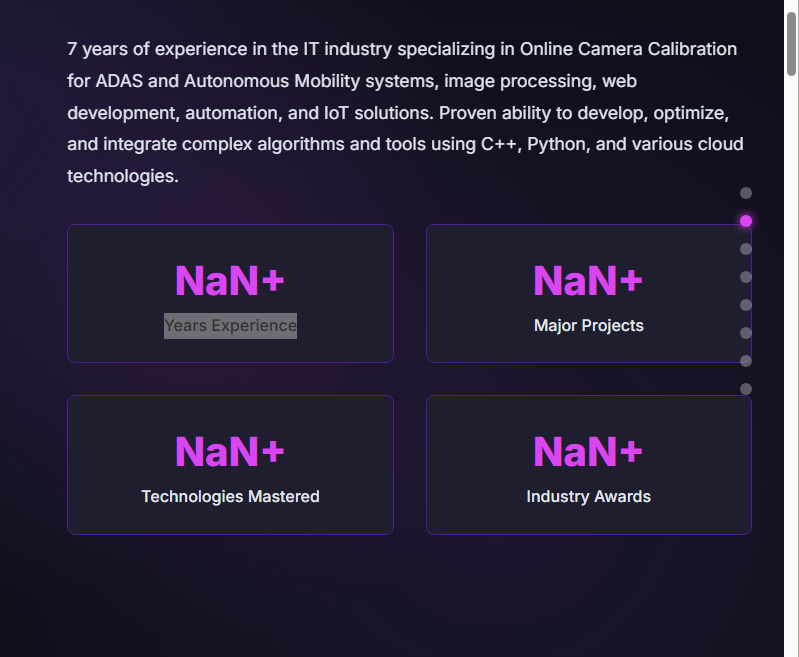 7 years of experience in the IT industry specializing in Online Camera Calibration
for ADAS and Autonomous Mobility systems, image processing, web
development, automation, and IoT solutions. Proven ability to develop, optimize,
and integrate complex algorithms and tools using C++, Python, and various cloud
technologies.
NaN+
Years Experience
NaN+
Major Projects
NaN+
Technologies Mastered
NaN+
Industry Awards